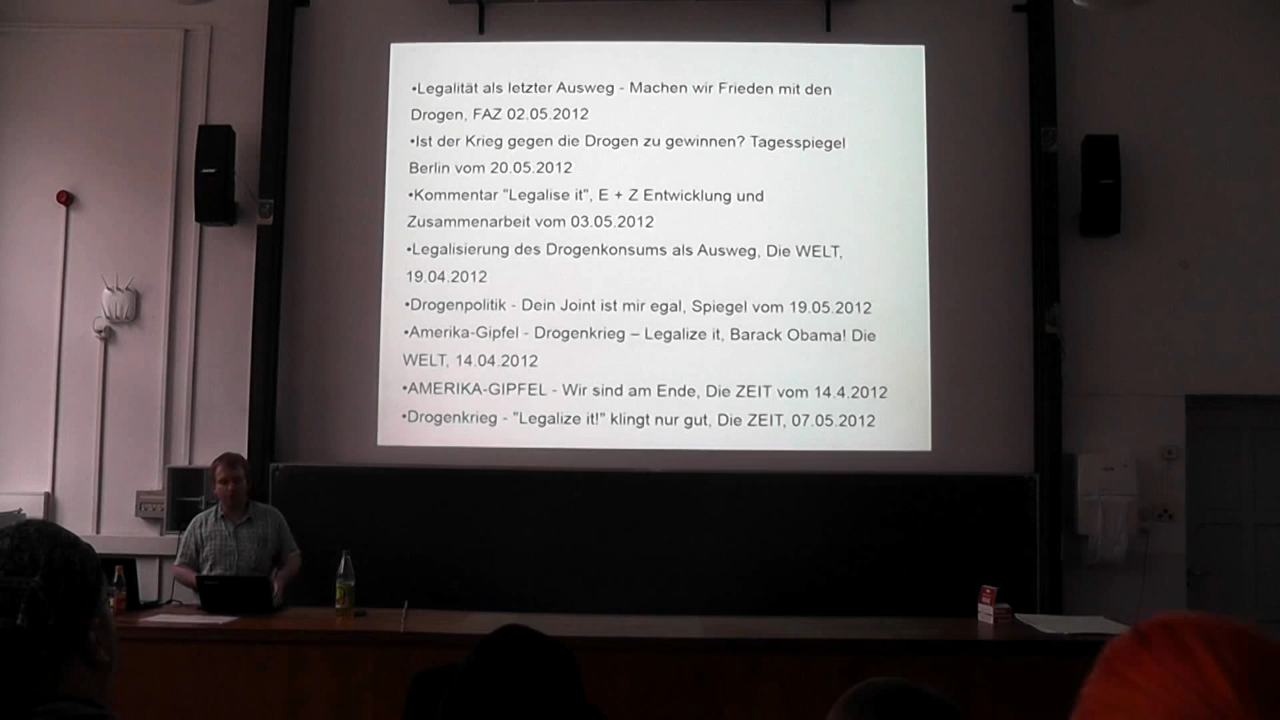 •Legalität als letzter Ausweg - Machen wir Frieden mit den
Drogen, FAZ 02.05.2012
•Ist der Krieg gegen die Drogen zu gewinnen? Tagesspiegel
Berlin vom 20.05.2012
•Kommentar "Legalise it", E + Z Entwicklung und
Zusammenarbeit vom 03.05.2012
•Legalisierung des Drogenkonsums als Ausweg, Die WELT,
19.04.2012
•Drogenpolitik - Dein Joint ist mir egal, Spiegel vom 19.05.2012
•Amerika-Gipfel - Drogenkrieg – Legalize it, Barack Obama! Die
WELT, 14.04.2012
•AMERIKA-GIPFEL - Wir sind am Ende, Die ZEIT vom 14.4.2012
•Drogenkrieg - "Legalize it!" klingt nur gut, Die ZEIT, 07.05.2012